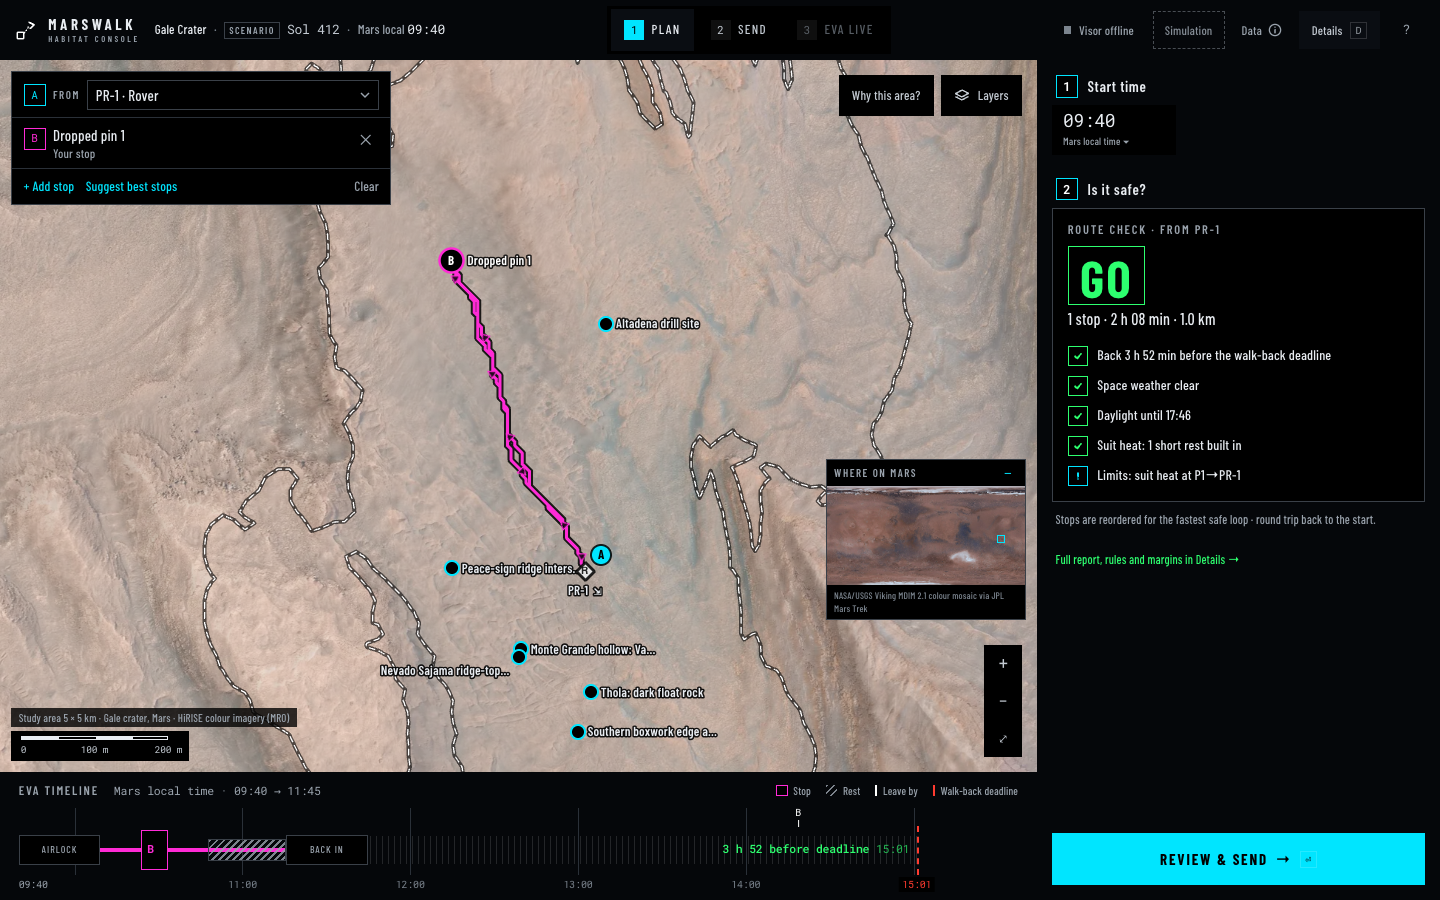 MARSWALK
HABITAT CONSOLE
Gale Crater · SCENARIO Sol 412 · Mars local 09:40
1 PLAN
2 SEND
3 EVA LIVE
Visor offline
Simulation
Data
Details D
?
A FROM PR-1 · Rover
B Dropped pin 1
Your stop
+ Add stop Suggest best stops Clear
Why this area?
Layers
B Dropped pin 1
Altadena drill site
A
Peace-sign ridge inters...
PR-1
Monte Grande hollow: Va...
Nevado Sajama ridge-top...
Thola: dark float rock
Southern boxwork edge a...
WHERE ON MARS
NASA/USGS Viking MDIM 2.1 colour mosaic via JPL
Mars Trek
+
−
Study area 5 × 5 km · Gale crater, Mars · HiRISE colour imagery (MRO)
0 100 m 200 m
1 Start time
09:40
Mars local time
2 Is it safe?
ROUTE CHECK · FROM PR-1
GO
1 stop · 2 h 08 min · 1.0 km
Back 3 h 52 min before the walk-back deadline
Space weather clear
Daylight until 17:46
Suit heat: 1 short rest built in
! Limits: suit heat at P1→PR-1
Stops are reordered for the fastest safe loop · round trip back to the start.
Full report, rules and margins in Details →
REVIEW & SEND →
EVA TIMELINE Mars local time · 09:40 → 11:45
Stop Rest Leave by Walk-back deadline
B
AIRLOCK B BACK IN 3 h 52 before deadline 15:01
09:40 11:00 12:00 13:00 14:00 15:01